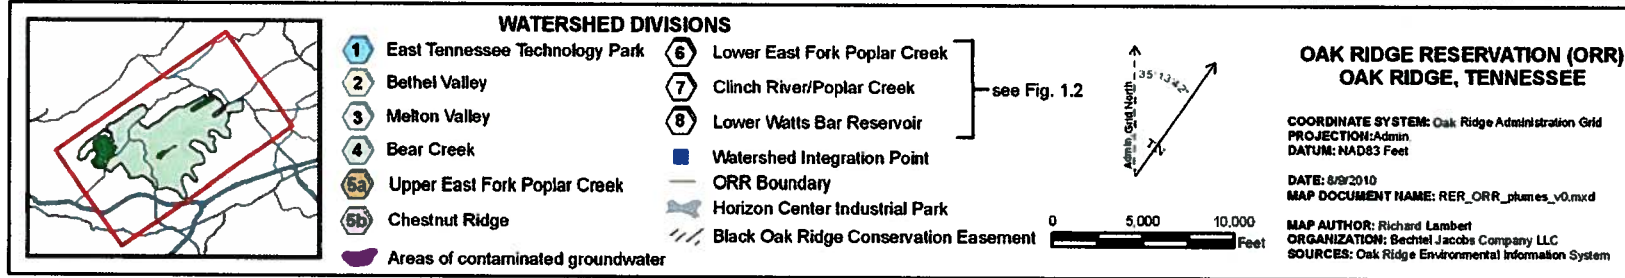 WATERSHED DIVISIONS
1 East Tennessee Technology Park
2 Bethel Valley
3 Melton Valley
4 Bear Creek
5a Upper East Fork Poplar Creek
5b Chestnut Ridge
Areas of contaminated groundwater
6 Lower East Fork Poplar Creek
7 Clinch River/Poplar Creek
8 Lower Watts Bar Reservoir
see Fig. 1.2
Watershed Integration Point
ORR Boundary
Horizon Center Industrial Park
Black Oak Ridge Conservation Easement
Admin. Grid North
35°13'42"
N
0 5,000 10,000
Feet
OAK RIDGE RESERVATION (ORR)
OAK RIDGE, TENNESSEE
COORDINATE SYSTEM: Oak Ridge Administration Grid
PROJECTION:Admin
DATUM: NAD83 Feet
DATE: 8/9/2010
MAP DOCUMENT NAME: RER_ORR_plumes_v0.mxd
MAP AUTHOR: Richard Lambert
ORGANIZATION: Bechtel Jacobs Company LLC
SOURCES: Oak Ridge Environmental Information System